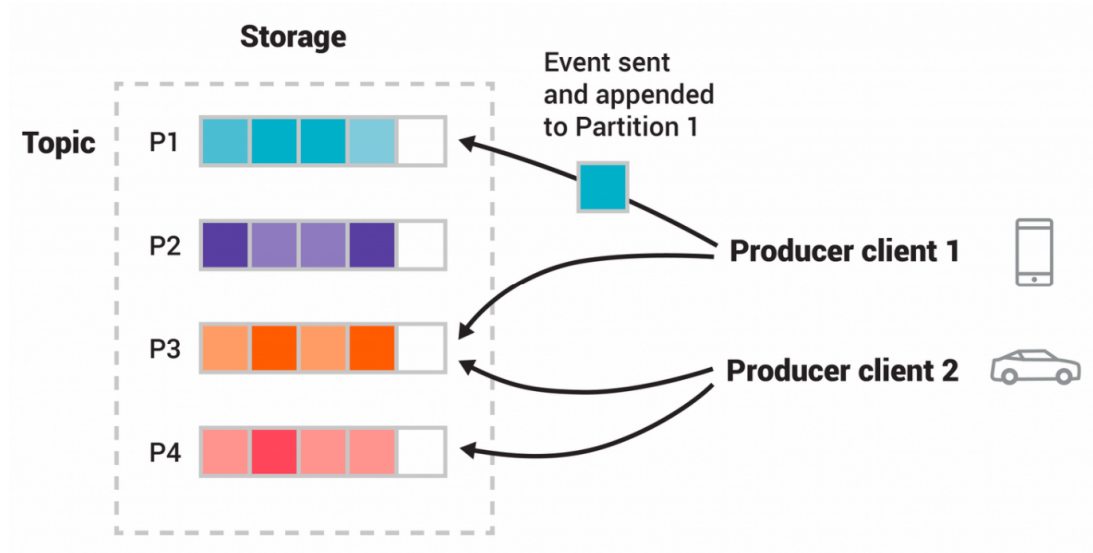 Storage
Event sent
and appended
to Partition 1
Topic
P1
P2
Producer client 1
P3
Producer client 2
P4